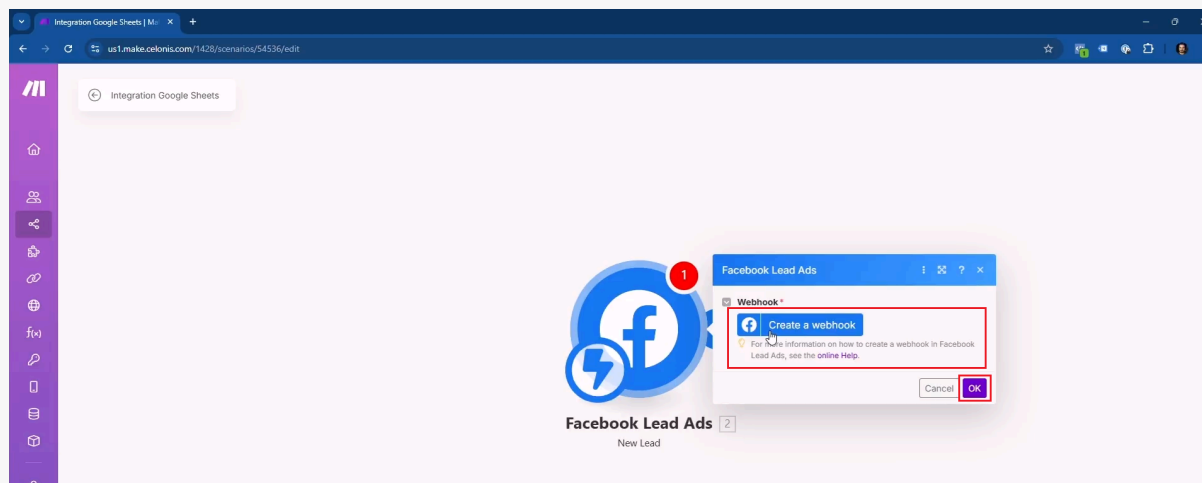 Integration Google Sheets | Ma
us1.make.celonis.com/1428/scenarios/54536/edit
Integration Google Sheets
1
Facebook Lead Ads
Webhook *
Create a webhook
For more information on how to create a webhook in Facebook
Lead Ads, see the online Help.
Cancel OK
Facebook Lead Ads 2
New Lead
f(x)